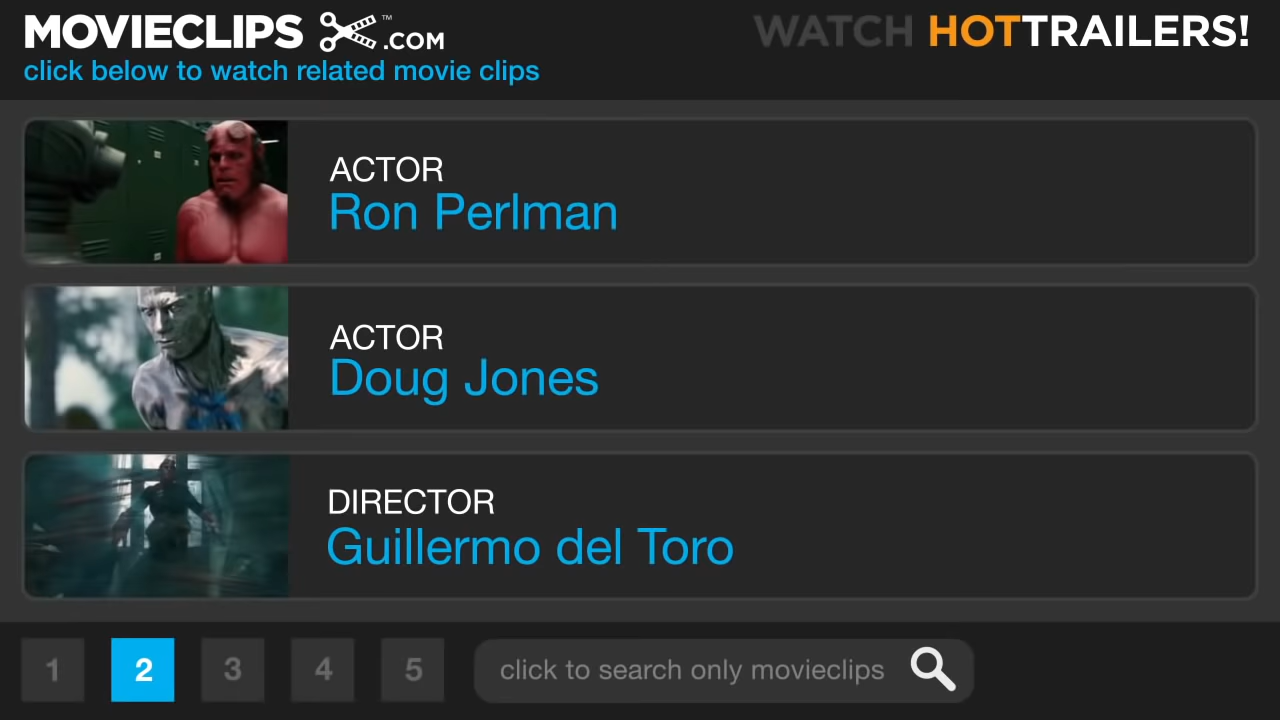 MOVIECLIPS ™ .COM
WATCH HOTTRAILERS!
click below to watch related movie clips
ACTOR
Ron Perlman
ACTOR
Doug Jones
DIRECTOR
Guillermo del Toro
1 2 3 4 5 click to search only movieclips